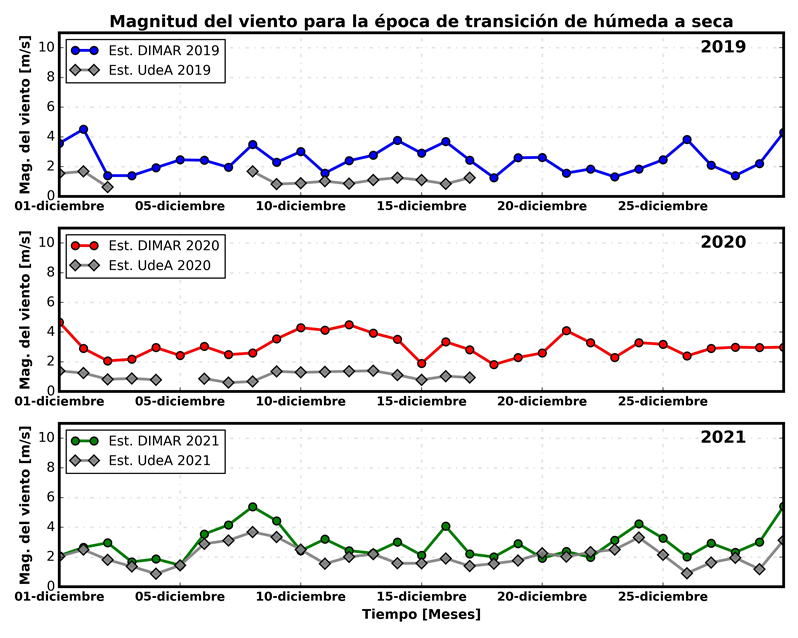 Magnitud del viento para la época de transición de húmeda a seca
Mag. del viento [m/s]
10
8
6
4
2
0
Est. DIMAR 2019
Est. UdeA 2019
2019
01-diciembre 05-diciembre 10-diciembre 15-diciembre 20-diciembre 25-diciembre
Mag. del viento [m/s]
10
8
6
4
2
0
Est. DIMAR 2020
Est. UdeA 2020
2020
01-diciembre 05-diciembre 10-diciembre 15-diciembre 20-diciembre 25-diciembre
Mag. del viento [m/s]
10
8
6
4
2
0
Est. DIMAR 2021
Est. UdeA 2021
2021
01-diciembre 05-diciembre 10-diciembre 15-diciembre 20-diciembre 25-diciembre
Tiempo [Meses]